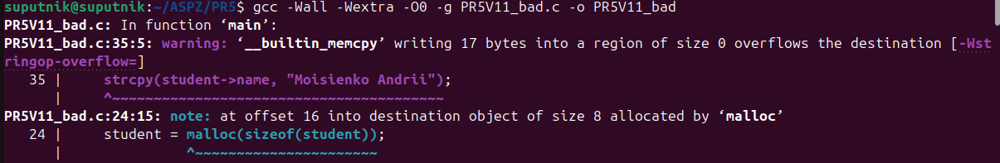 suputnik@suputnik:~/ASPZ/PR5$ gcc -Wall -Wextra -O0 -g PR5V11_bad.c -o PR5V11_bad
PR5V11_bad.c: In function ‘main’:
PR5V11_bad.c:35:5: warning: ‘__builtin_memcpy’ writing 17 bytes into a region of size 0 overflows the destination [-Wst
ringop-overflow=]
   35 |     strcpy(student->name, "Moisienko Andrii");
      |     ^~~~~~~~~~~~~~~~~~~~~~~~~~~~~~~~~~~~~~~~~
PR5V11_bad.c:24:15: note: at offset 16 into destination object of size 8 allocated by ‘malloc’
   24 |     student = malloc(sizeof(student));
      |               ^~~~~~~~~~~~~~~~~~~~~~~